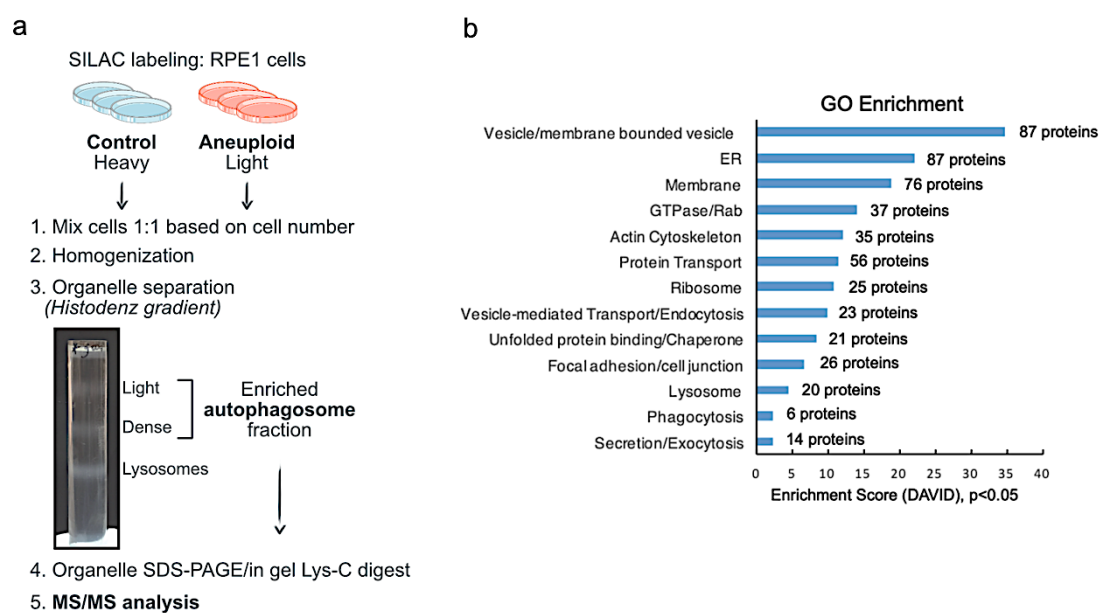 a
SILAC labeling: RPE1 cells
Control
Heavy
Aneuploid
Light
1. Mix cells 1:1 based on cell number
2. Homogenization
3. Organelle separation
(Histodenz gradient)
Light
Dense
Lysosomes
Enriched
autophagosome
fraction
4. Organelle SDS-PAGE/in gel Lys-C digest
5. MS/MS analysis
b
GO Enrichment
Vesicle/membrane bounded vesicle 87 proteins
ER 87 proteins
Membrane 76 proteins
GTPase/Rab 37 proteins
Actin Cytoskeleton 35 proteins
Protein Transport 56 proteins
Ribosome 25 proteins
Vesicle-mediated Transport/Endocytosis 23 proteins
Unfolded protein binding/Chaperone 21 proteins
Focal adhesion/cell junction 26 proteins
Lysosome 20 proteins
Phagocytosis 6 proteins
Secretion/Exocytosis 14 proteins
0 5 10 15 20 25 30 35 40
Enrichment Score (DAVID), p<0.05